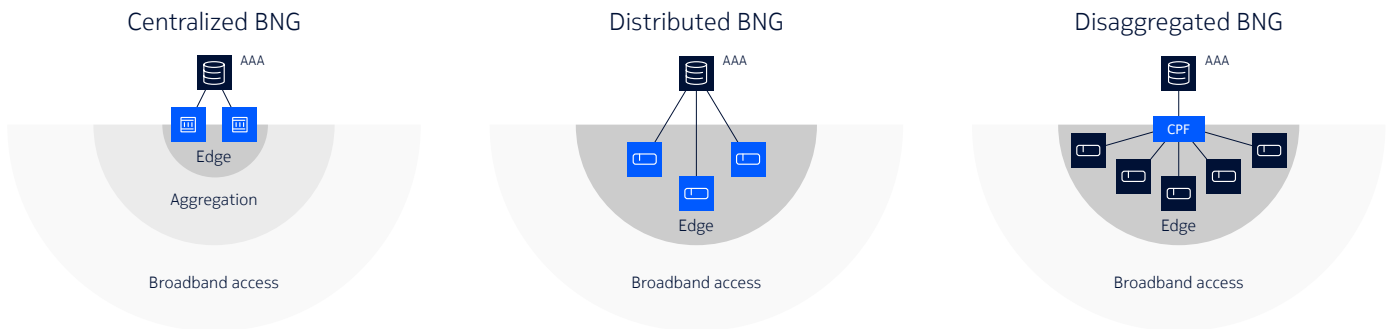 Centralized BNG
AAA
Edge
Aggregation
Broadband access
Distributed BNG
AAA
Edge
Broadband access
Disaggregated BNG
AAA
CPF
Edge
Broadband access